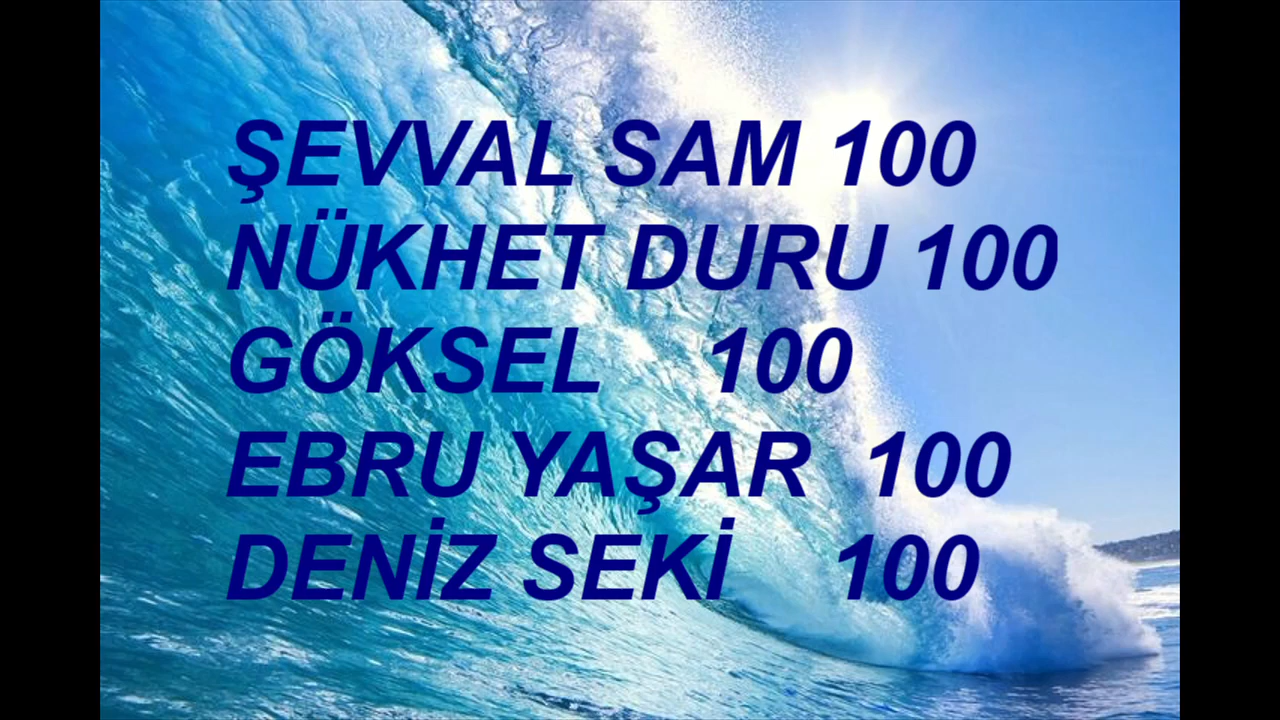 ŞEVVAL SAM 100
NÜKHET DURU 100
GÖKSEL 100
EBRU YAŞAR 100
DENİZ SEKİ 100